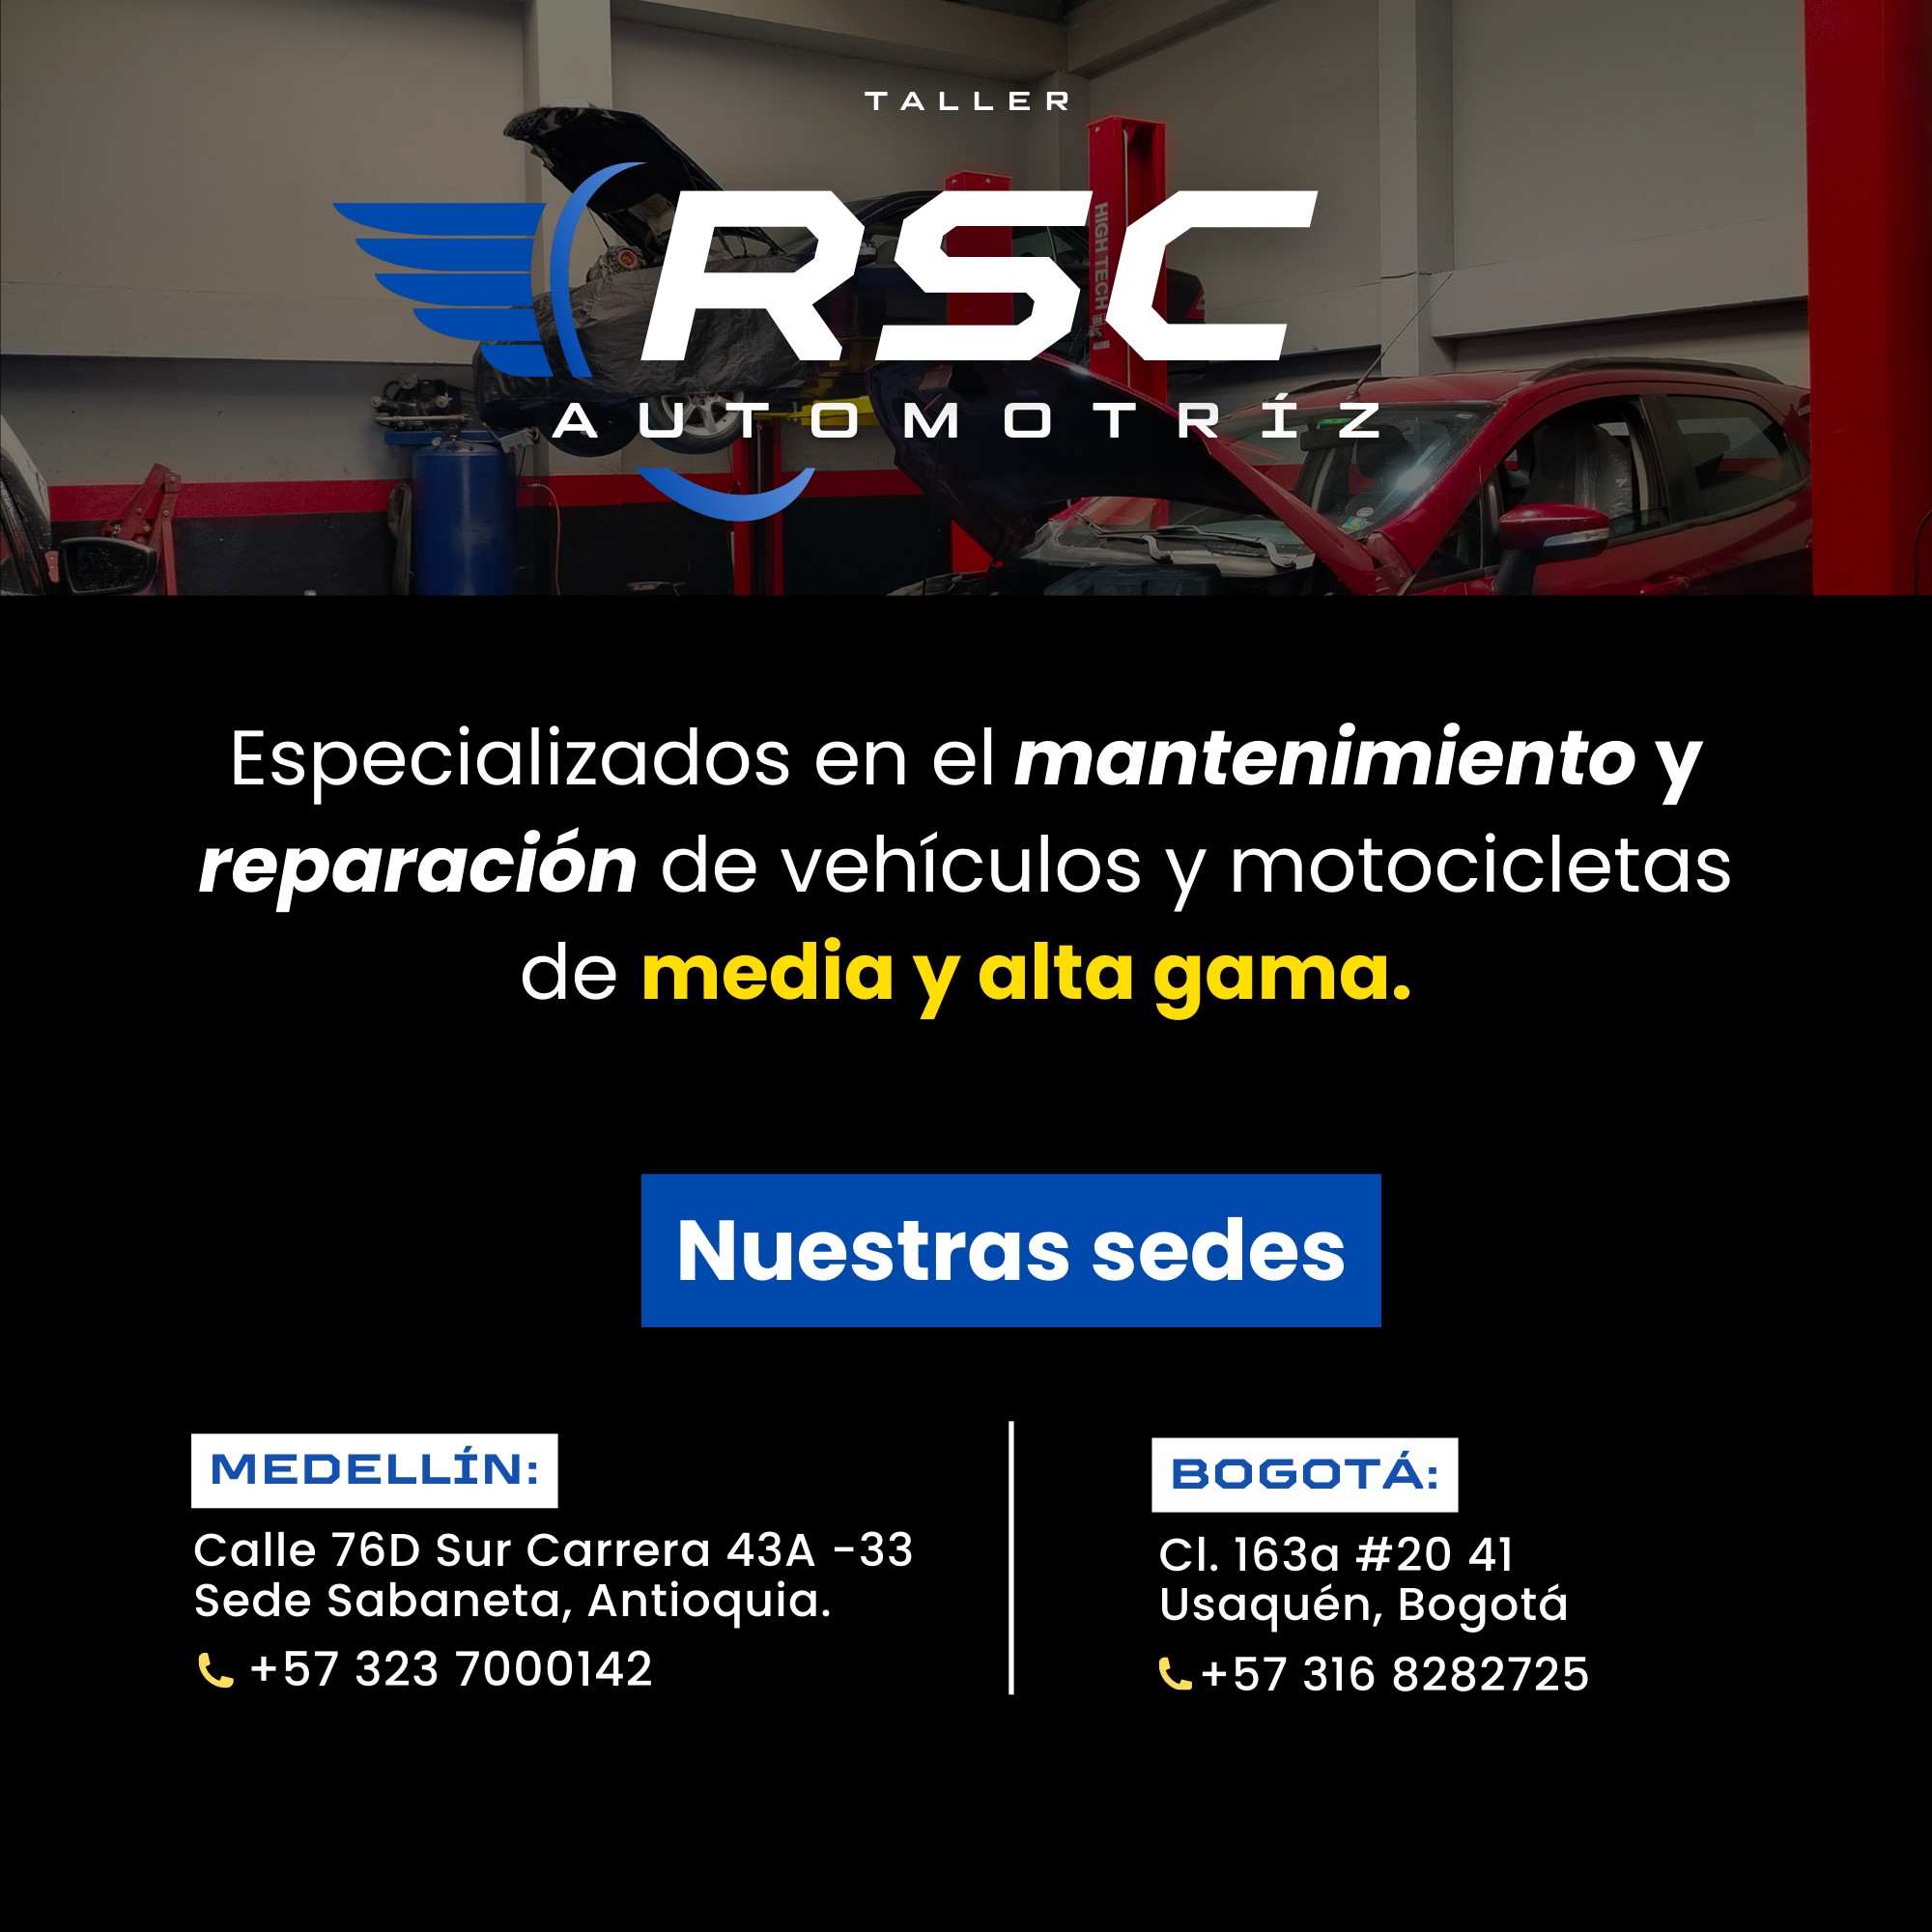 TALLER
RSC
HIGH TECH
AUTOMOTRÍZ
Especializados en el mantenimiento y
reparación de vehículos y motocicletas
de media y alta gama.
Nuestras sedes
MEDELLÍN:
Calle 76D Sur Carrera 43A -33
Sede Sabaneta, Antioquia.
+57 323 7000142
BOGOTÁ:
Cl. 163a #20 41
Usaquén, Bogotá
+57 316 8282725